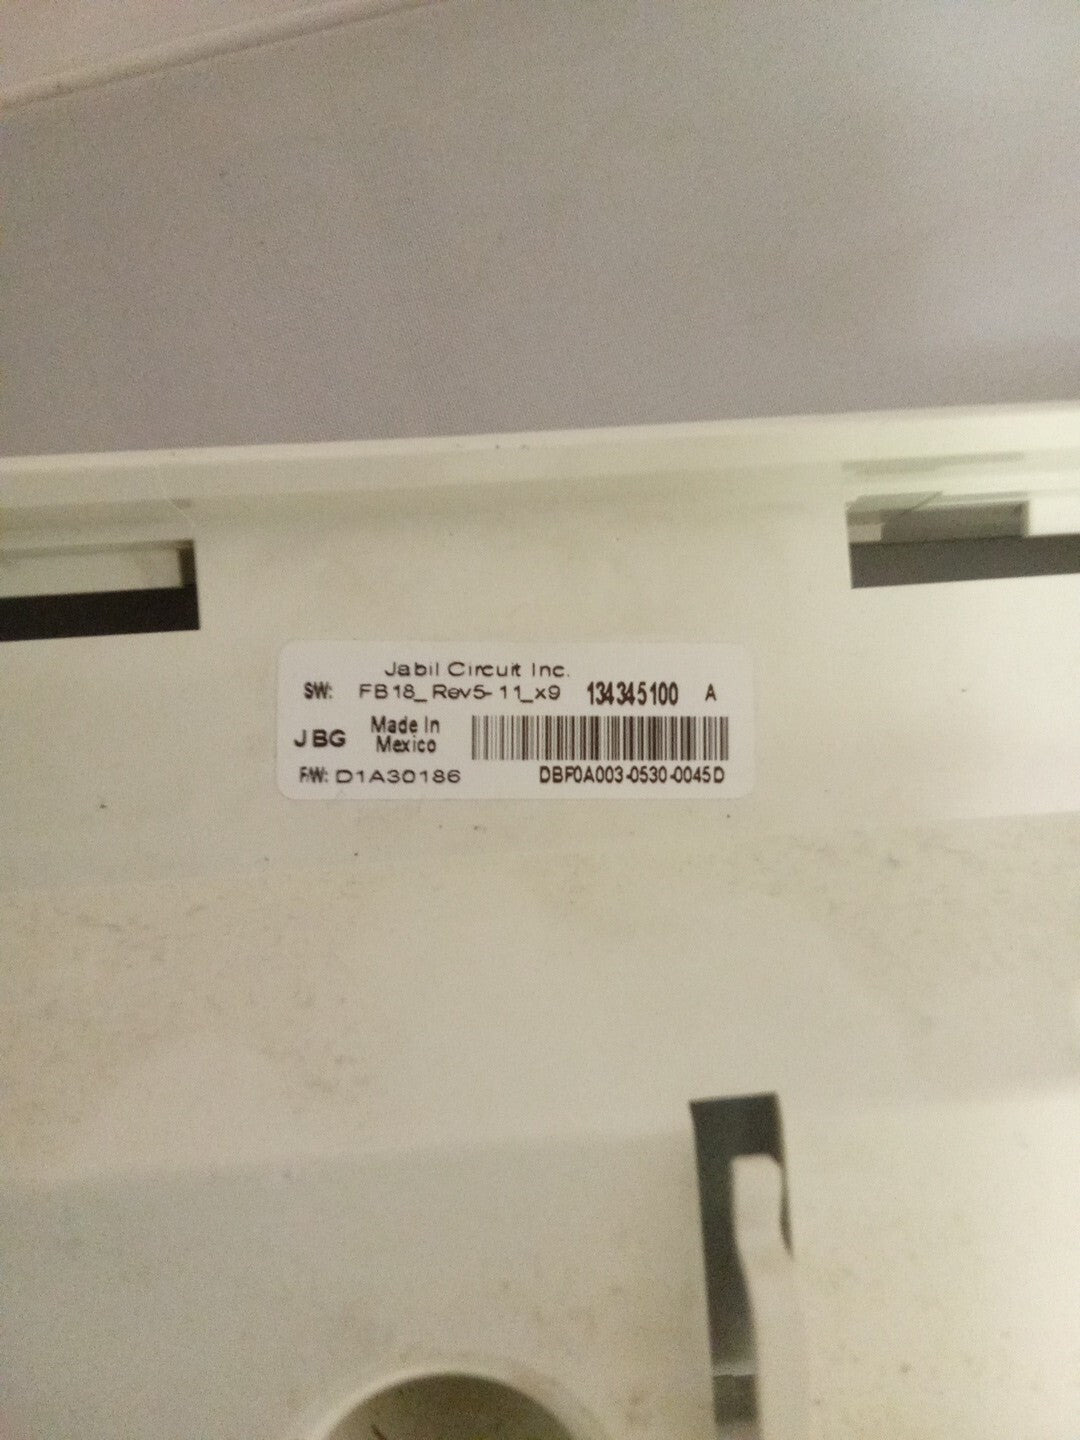 Jabil Circuit Inc.
SW: FB18_Rev5-11_x9 134345100 A
JBG Made In
Mexico
F/W: D1A30186 DBP0A003-0530-0045D